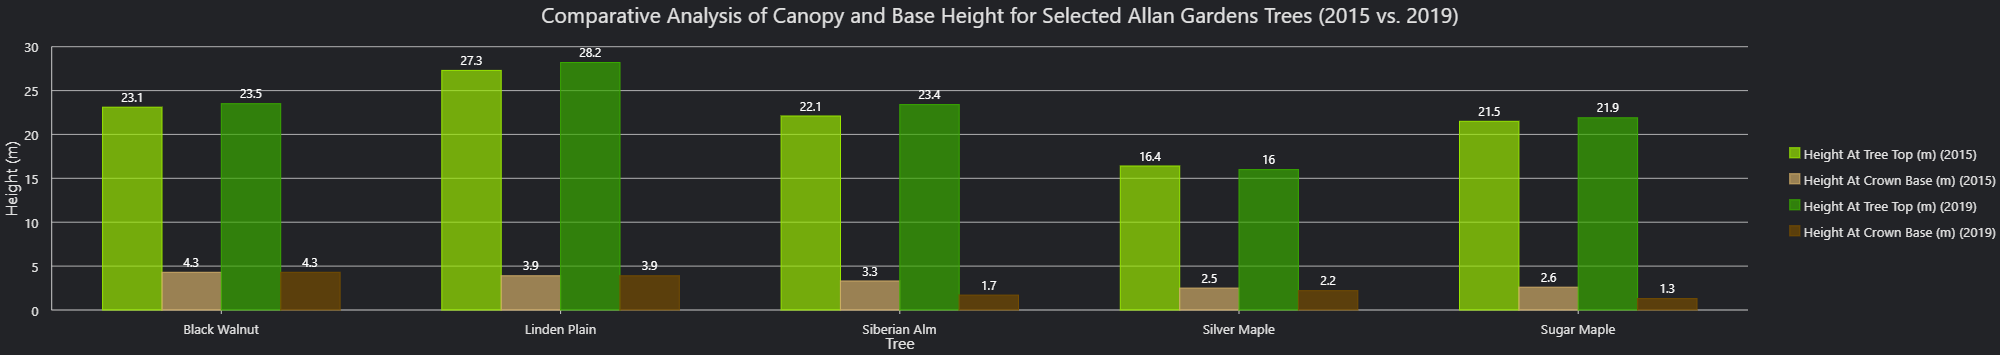 Comparative Analysis of Canopy and Base Height for Selected Allan Gardens Trees (2015 vs. 2019)
30
25
20
15
10
5
0
Height (m)
23.1
4.3
23.5
4.3
27.3
3.9
28.2
3.9
22.1
3.3
23.4
1.7
16.4
2.5
16
2.2
21.5
2.6
21.9
1.3
Black Walnut
Linden Plain
Siberian Alm
Silver Maple
Sugar Maple
Tree
Height At Tree Top (m) (2015)
Height At Crown Base (m) (2015)
Height At Tree Top (m) (2019)
Height At Crown Base (m) (2019)